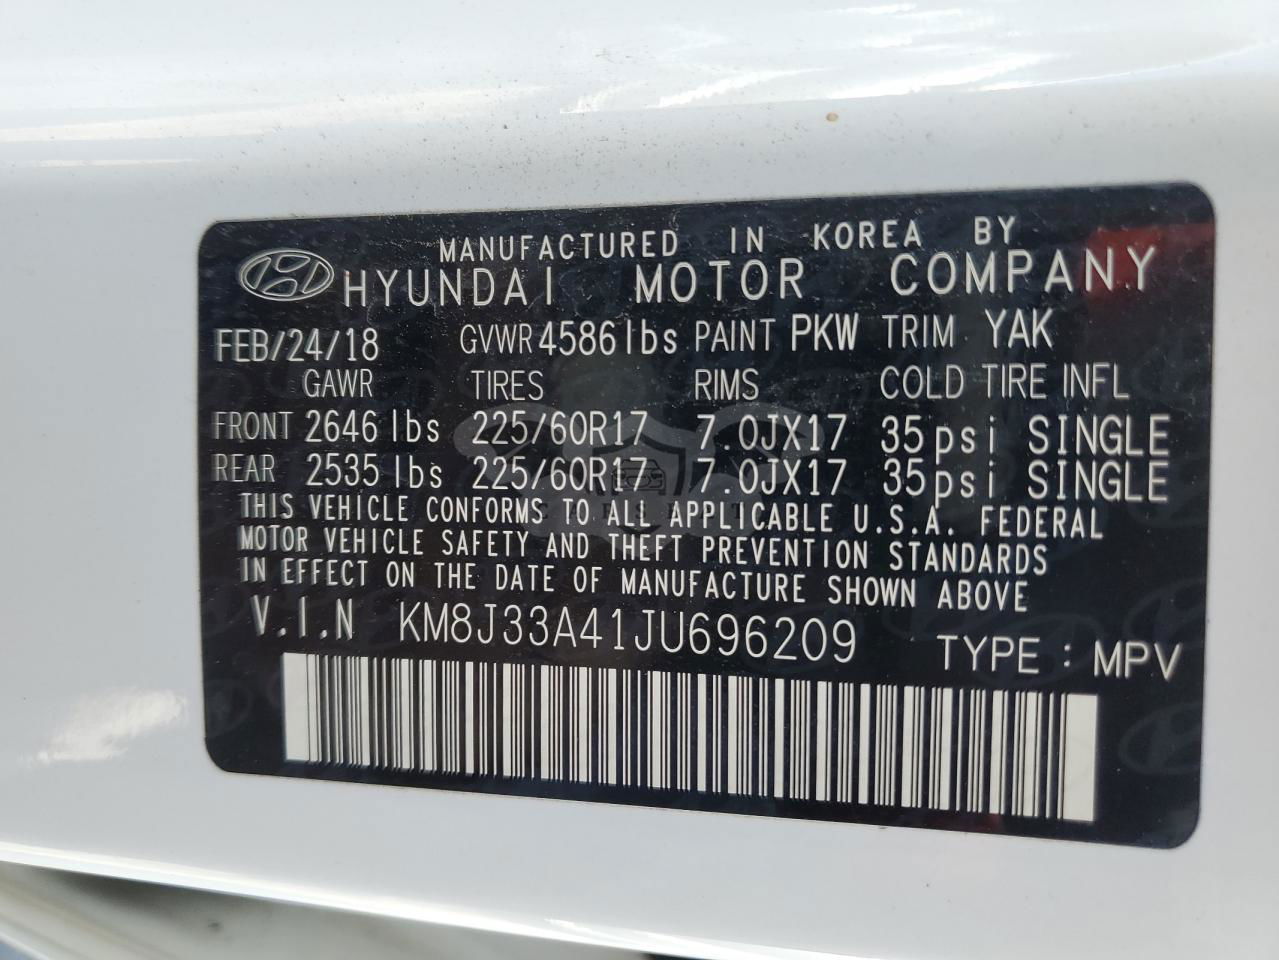 MANUFACTURED IN KOREA BY
HYUNDAI MOTOR COMPANY
FEB/24/18 GVWR 4586lbs PAINT PKW TRIM YAK
GAWR TIRES RIMS COLD TIRE INFL
FRONT 2646 lbs 225/60R17 7.0JX17 35psi SINGLE
REAR 2535 lbs 225/60R17 7.0JX17 35psi SINGLE
THIS VEHICLE CONFORMS TO ALL APPLICABLE U.S.A. FEDERAL
MOTOR VEHICLE SAFETY AND THEFT PREVENTION STANDARDS
IN EFFECT ON THE DATE OF MANUFACTURE SHOWN ABOVE
V.I.N KM8J33A41JU696209 TYPE : MPV